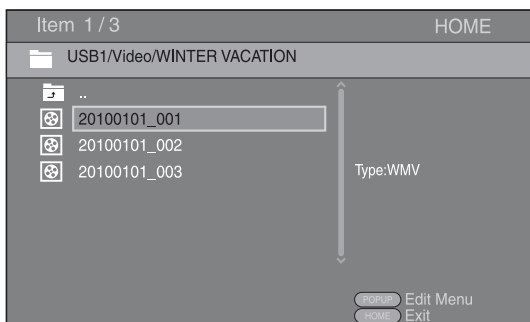 Item 1/3 HOME
USB1/Video/WINTER VACATION
..
20100101_001
20100101_002
20100101_003
Type:WMV
POPUP Edit Menu
HOME Exit